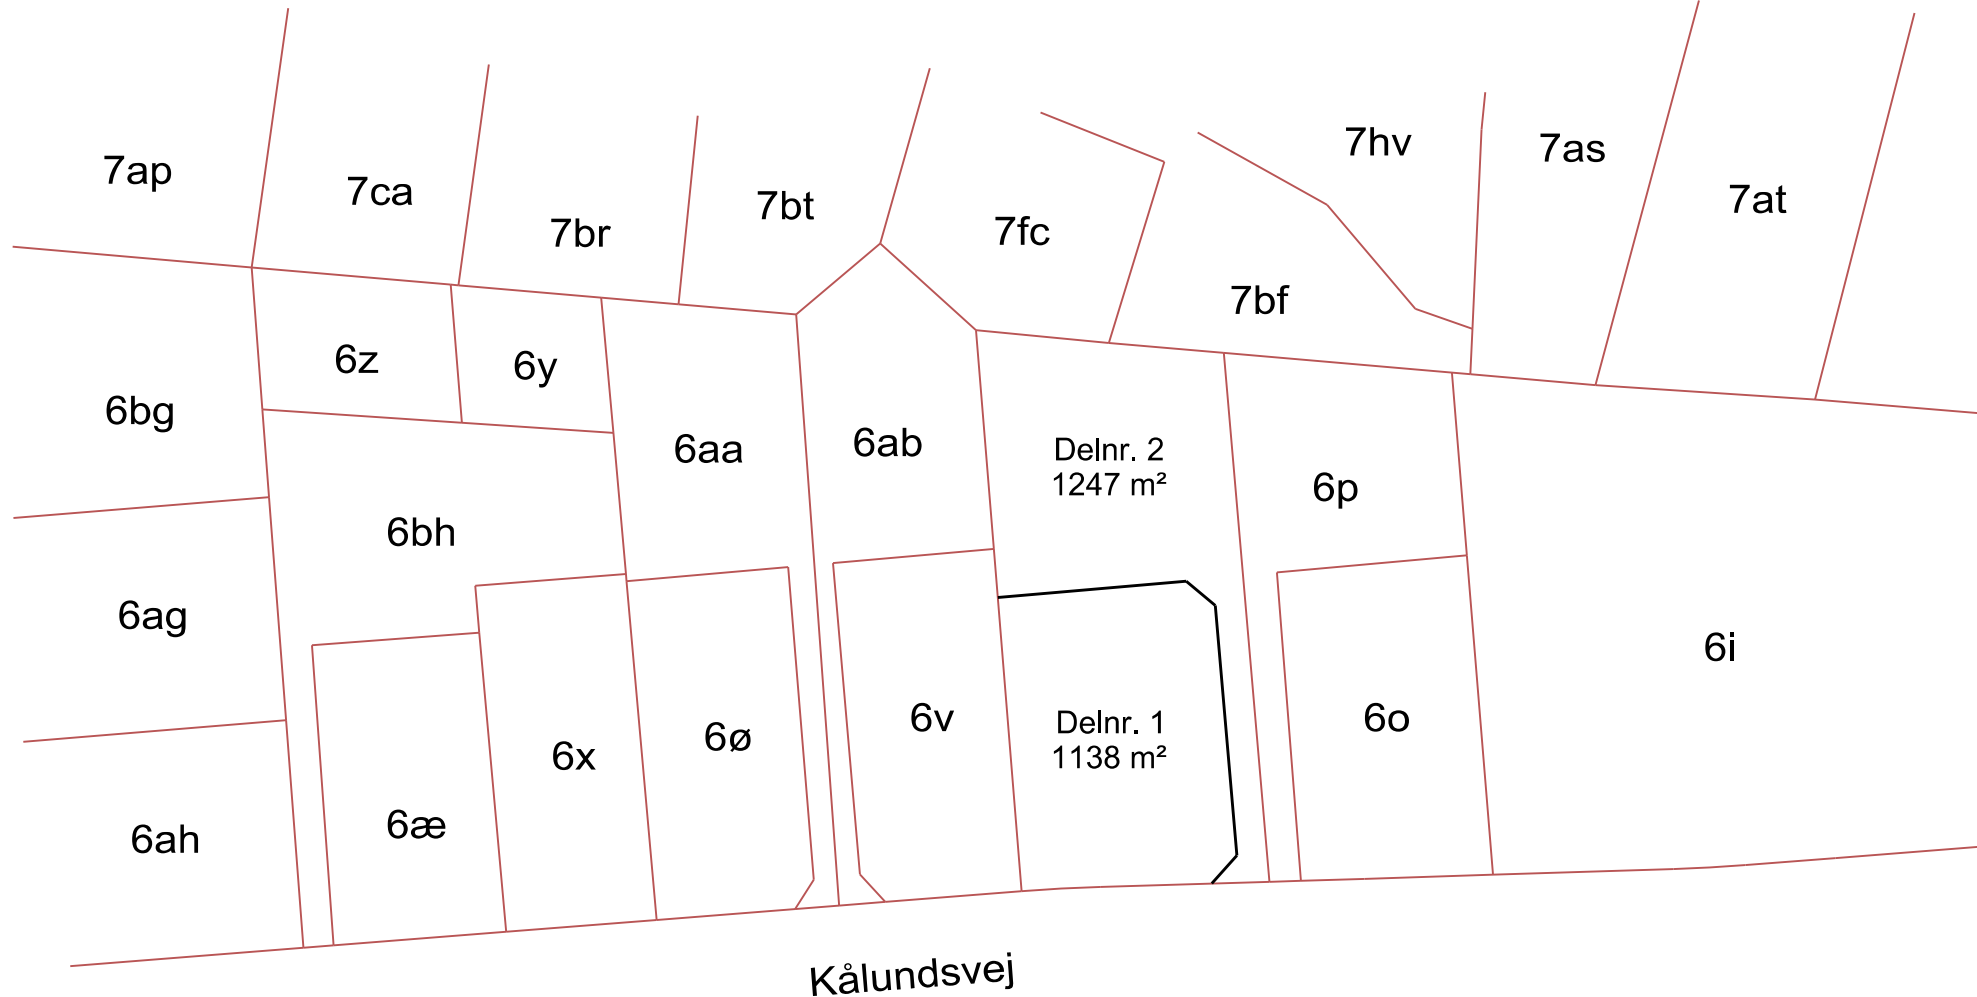 7hv
7as
7ap
7ca
7at
7bt
7br
7fc
7bf
6z
6y
6bg
6aa
6ab
Delnr. 2
1247 m²
6p
6bh
6ag
6i
6v
Delnr. 1
1138 m²
6o
6ø
6x
6æ
6ah
Kålundsvej